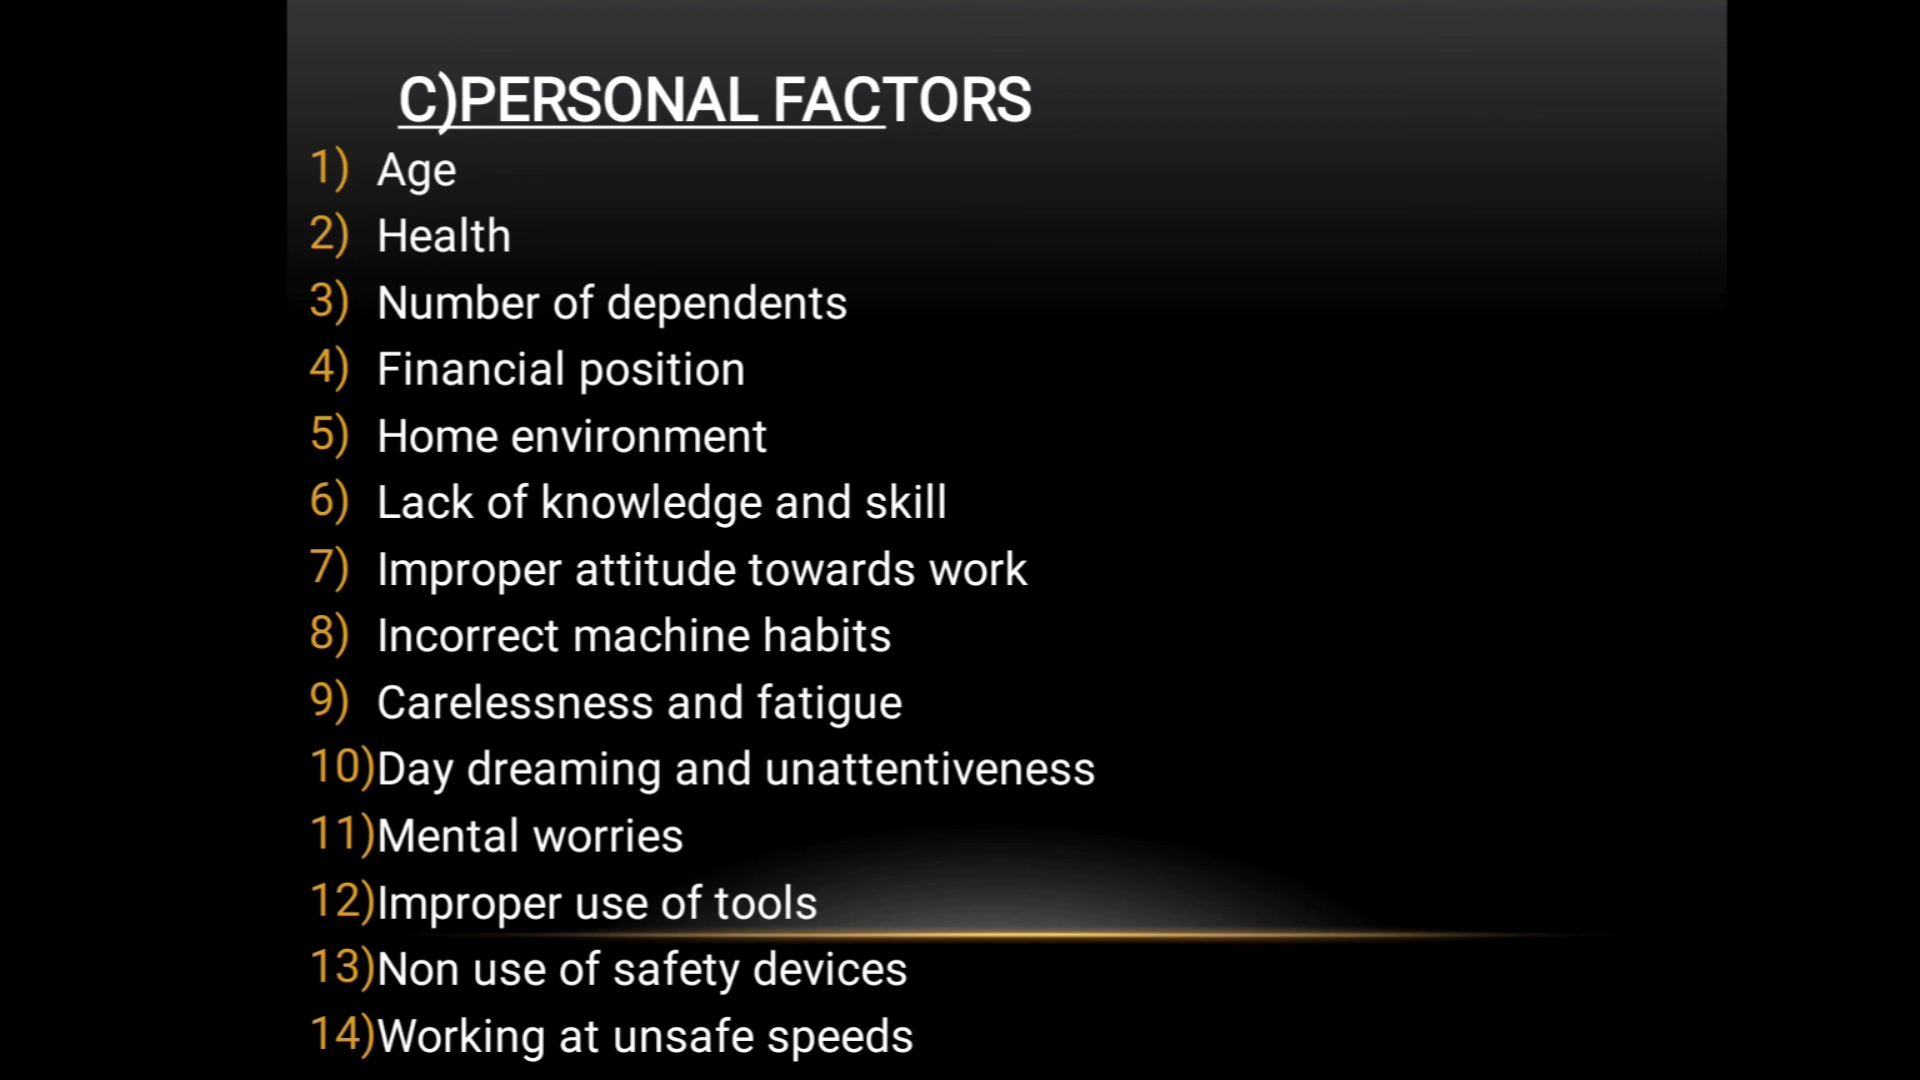 C)PERSONAL FACTORS
1) Age
2) Health
3) Number of dependents
4) Financial position
5) Home environment
6) Lack of knowledge and skill
7) Improper attitude towards work
8) Incorrect machine habits
9) Carelessness and fatigue
10)Day dreaming and unattentiveness
11)Mental worries
12)Improper use of tools
13)Non use of safety devices
14)Working at unsafe speeds